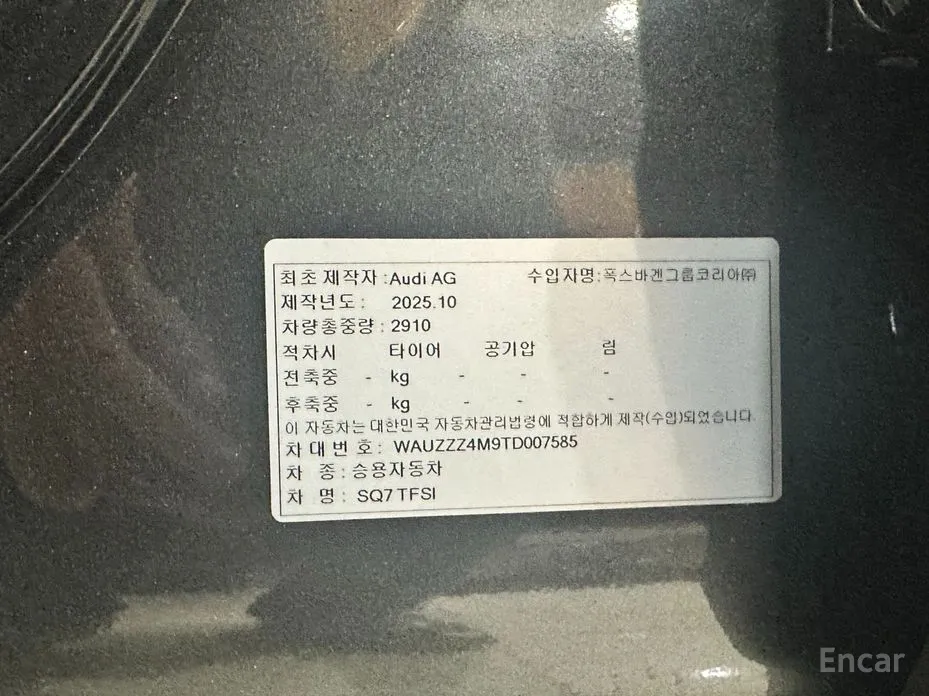 최초 제작자 : Audi AG 수입자명 : 폭스바겐그룹코리아㈜
제작년도 : 2025.10
차량총중량 : 2910
적차시 타이어 공기압 림
전축중 - kg - - -
후축중 - kg - - -
이 자동차는 대한민국 자동차관리법령에 적합하게 제작(수입)되었습니다.
차 대 번 호 : WAUZZZ4M9TD007585
차 종 : 승용자동차
차 명 : SQ7 TFSI
Encar